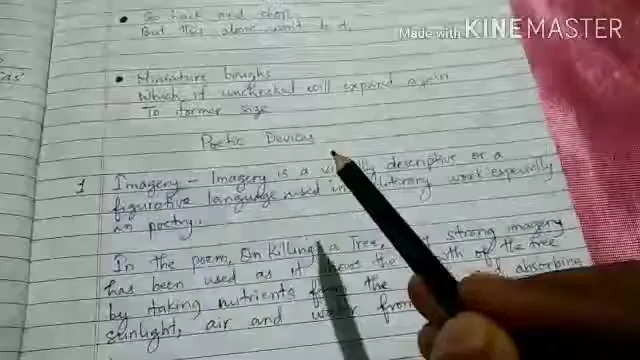 So hack and chop
But this alone won't do it.
Made with KINEMASTER
• Miniature boughs
Which if unchecked will expand again
To former size
Poetic Devices
1 Imagery - Imagery is a visually descriptive or a
figurative language used in literary work especially
in poetry.
In the poem, On Killing a Tree, strong imagery
has been used as it shows the of the tree
by taking nutrients from the absorbing
sunlight, air and water from